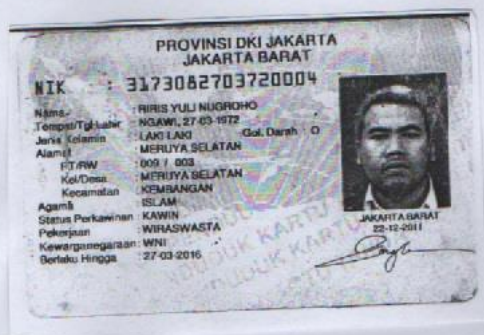 PROVINSI DKI JAKARTA
JAKARTA BARAT
NIK : 3173082703720004
Nama : RIRIS YULI NUGROHO
Tempat/Tgl Lahir : NGAWI, 27-03-1972
Jenis Kelamin : LAKI LAKI Gol. Darah : O
Alamat : MERUYA SELATAN
RT/RW : 009 / 003
Kel/Desa : MERUYA SELATAN
Kecamatan : KEMBANGAN
Agama : ISLAM
Status Perkawinan : KAWIN
Pekerjaan : WIRASWASTA
Kewarganegaraan : WNI
Berlaku Hingga : 27-03-2016
JAKARTA BARAT
22-12-2011